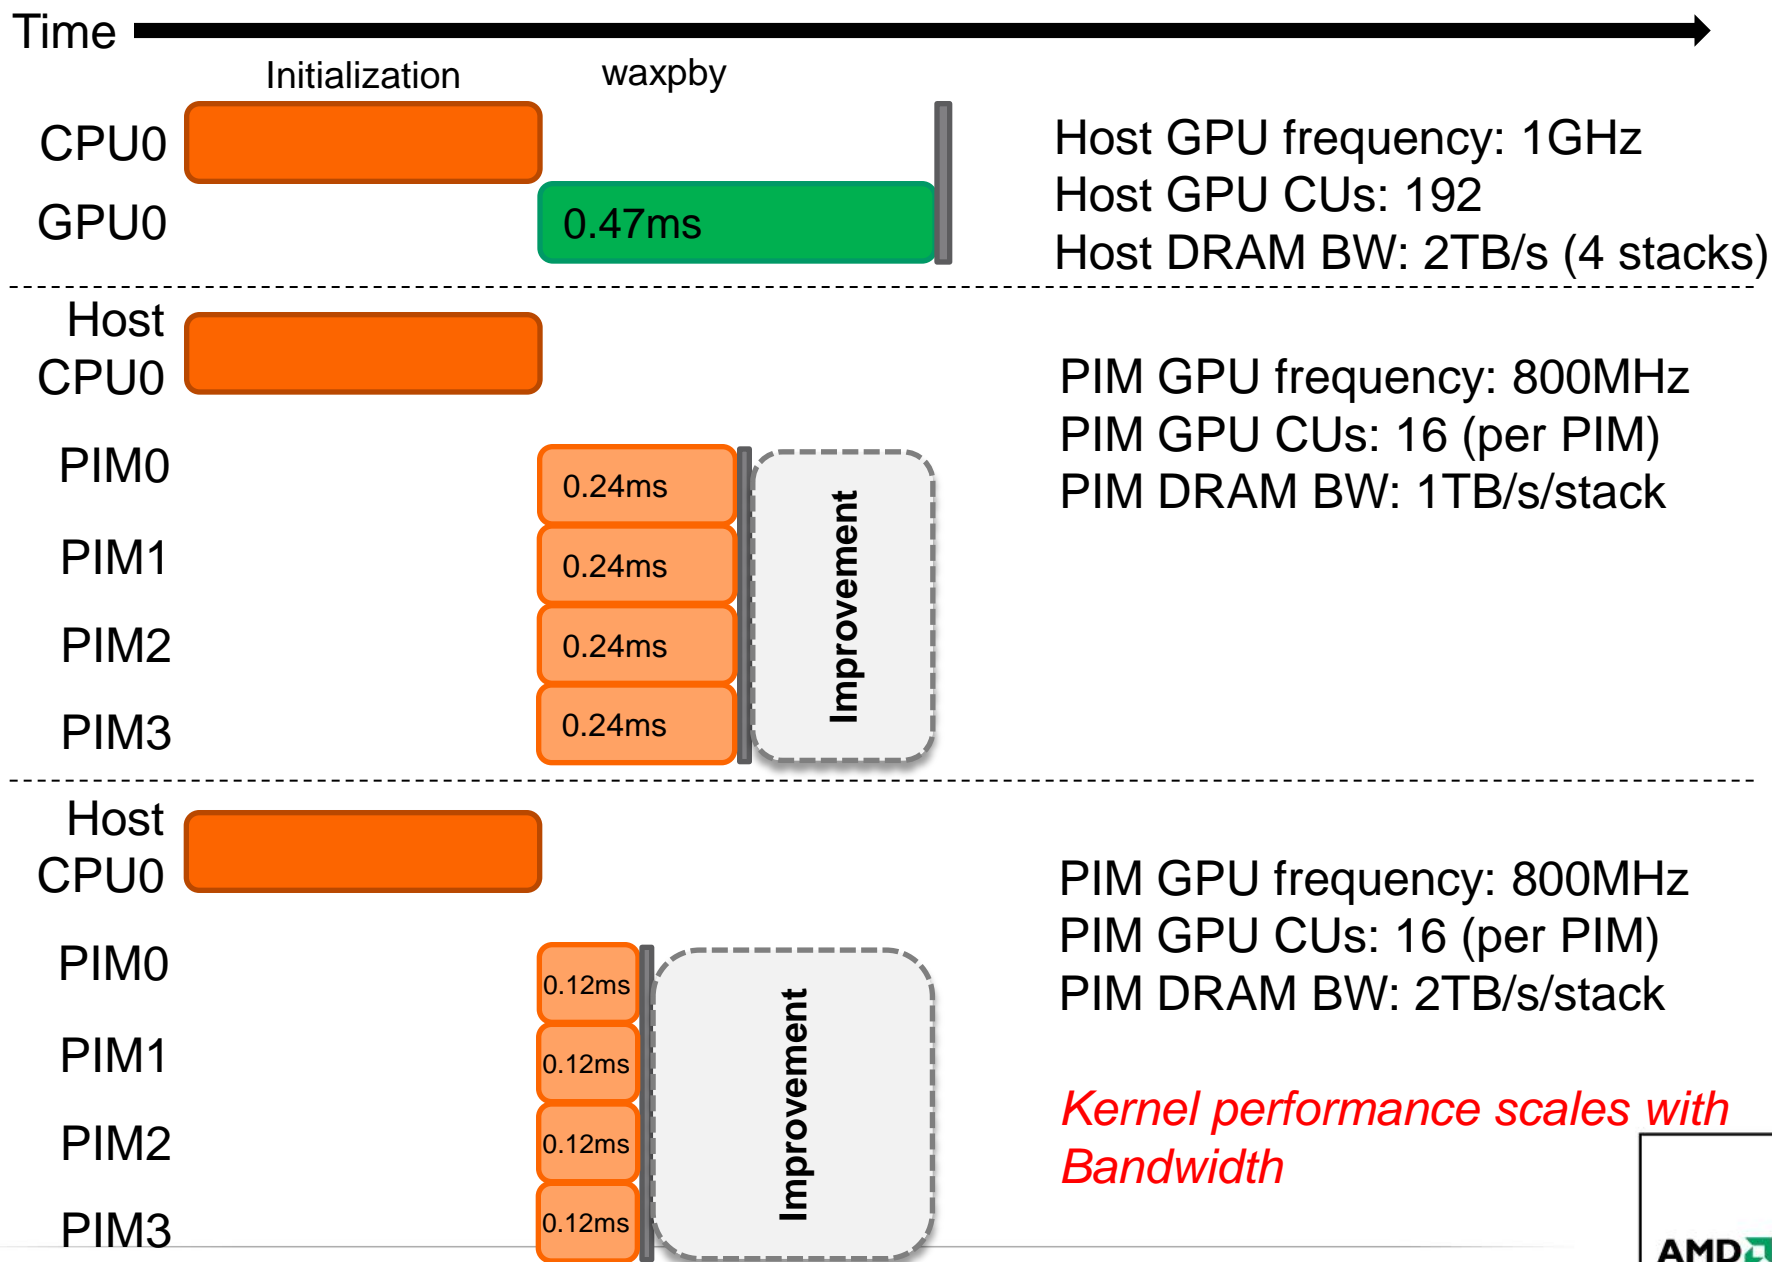 Time
Initialization
waxpby
CPU0
GPU0
0.47ms
Host GPU frequency: 1GHz
Host GPU CUs: 192
Host DRAM BW: 2TB/s (4 stacks)
Host
CPU0
PIM0
0.24ms
PIM1
0.24ms
PIM2
0.24ms
PIM3
0.24ms
Improvement
PIM GPU frequency: 800MHz
PIM GPU CUs: 16 (per PIM)
PIM DRAM BW: 1TB/s/stack
Host
CPU0
PIM0
0.12ms
PIM1
0.12ms
PIM2
0.12ms
PIM3
0.12ms
Improvement
PIM GPU frequency: 800MHz
PIM GPU CUs: 16 (per PIM)
PIM DRAM BW: 2TB/s/stack
Kernel performance scales with
Bandwidth
AMD